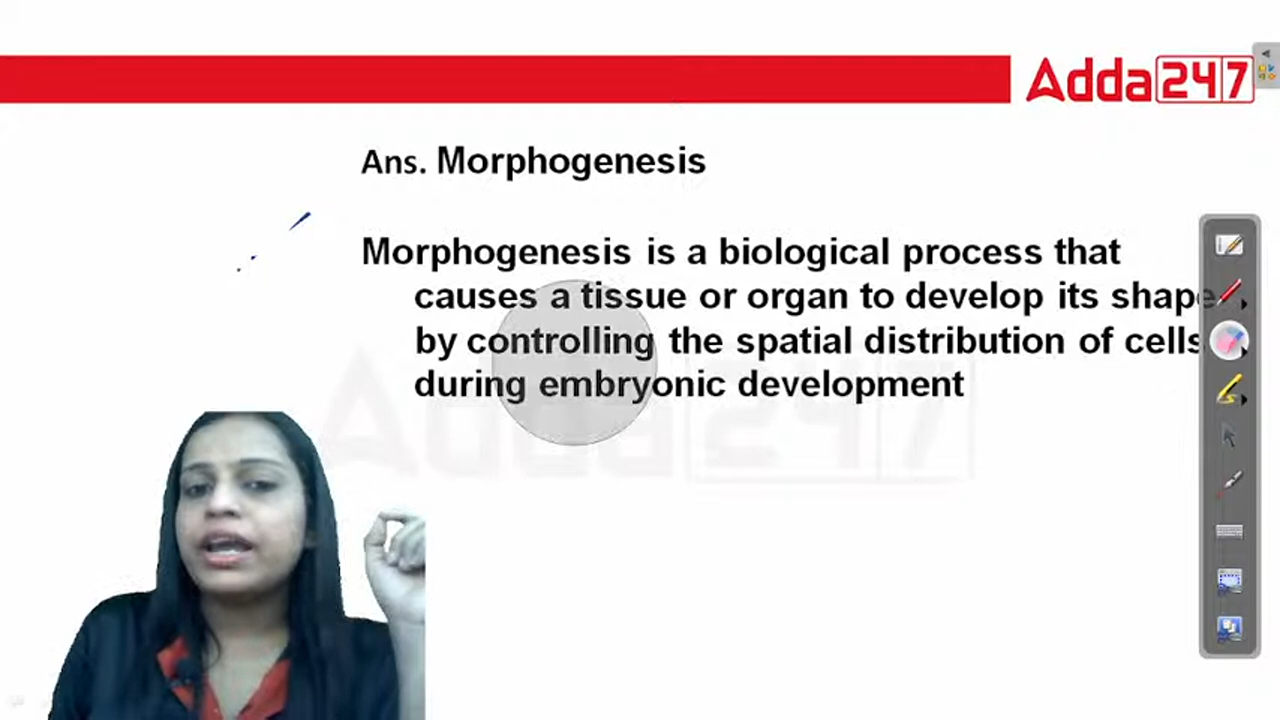 Adda247
Ans. Morphogenesis
Morphogenesis is a biological process that
causes a tissue or organ to develop its shape
by controlling the spatial distribution of cells
during embryonic development
Adda247